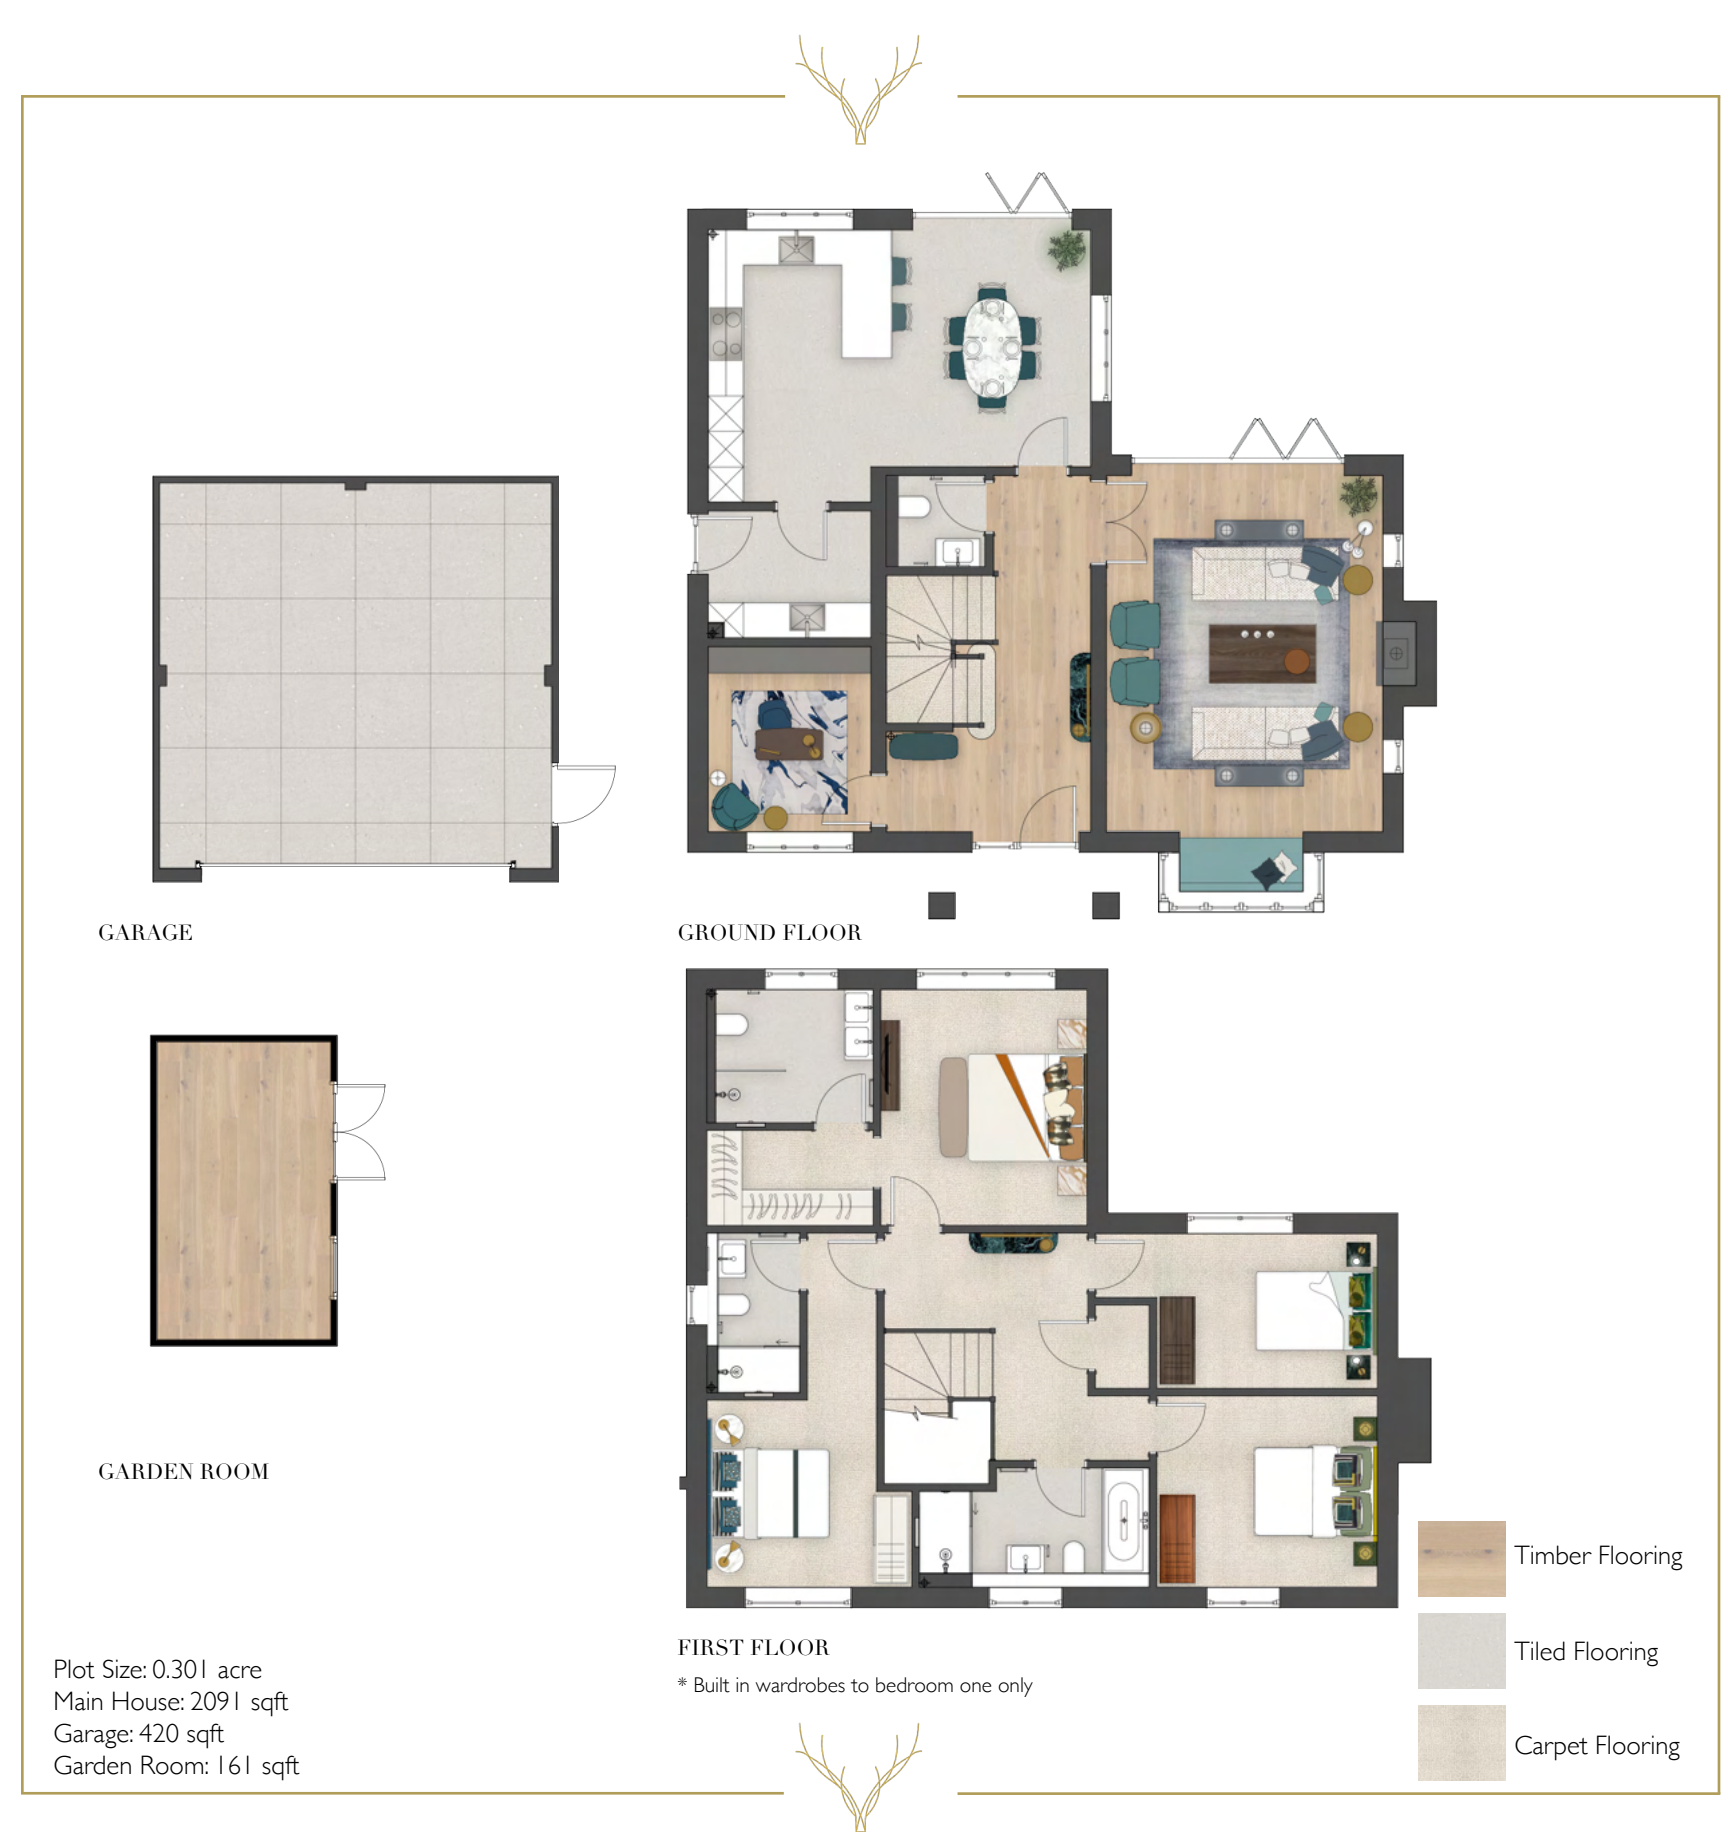 GARAGE
GROUND FLOOR
GARDEN ROOM
FIRST FLOOR
* Built in wardrobes to bedroom one only
Plot Size: 0.301 acre
Main House: 2091 sqft
Garage: 420 sqft
Garden Room: 161 sqft
Timber Flooring
Tiled Flooring
Carpet Flooring